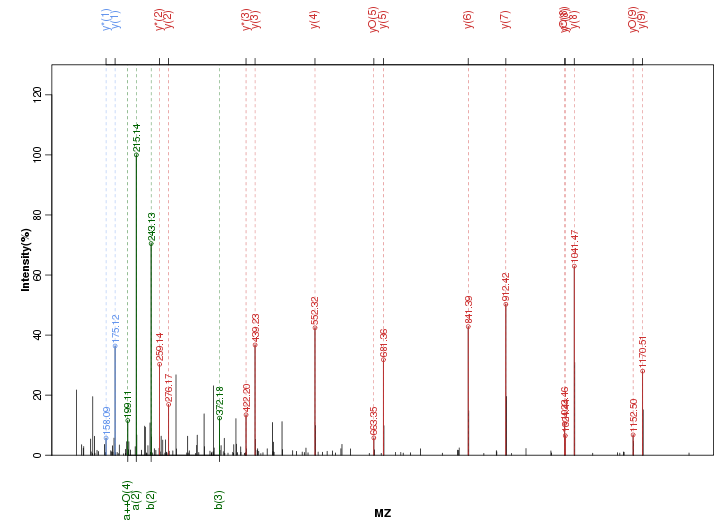 y*(1)
y(1)
y*(2)
y(2)
y*(3)
y(3)
y(4)
yO(5)
y(5)
y(6)
y(7)
y(8)
yO(9)
y(9)
Intensity(%)
0
20
40
60
80
100
120
158.09
175.12
199.11
215.14
243.13
259.14
276.17
372.18
422.20
439.23
552.32
663.35
681.36
841.39
912.42
1041.47
1152.50
1170.51
a++O(4)
a(2)
b(2)
b(3)
MZ